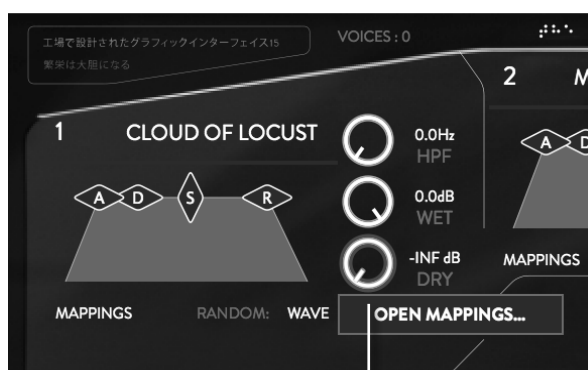 工場で設計されたグラフィックインターフェイス15
繁栄は大胆になる
VOICES : 0
1
CLOUD OF LOCUST
0.0Hz
HPF
0.0dB
WET
-INF dB
DRY
A D S R
MAPPINGS
RANDOM: WAVE
OPEN MAPPINGS...
2
M
A D
MAPPINGS